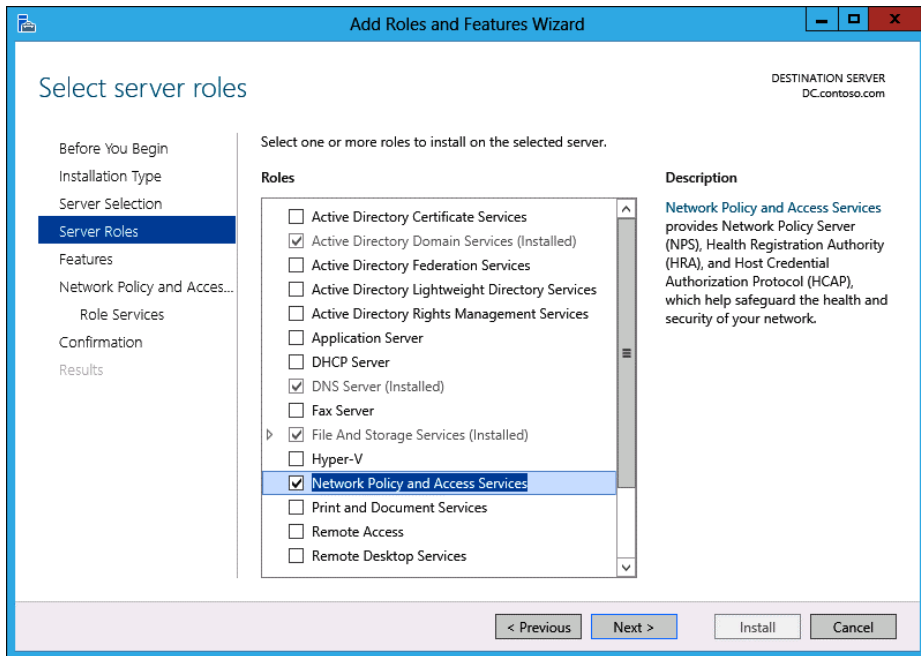 Add Roles and Features Wizard
Select server roles
DESTINATION SERVER
DC.contoso.com
Before You Begin
Installation Type
Server Selection
Server Roles
Features
Network Policy and Acces...
Role Services
Confirmation
Results
Select one or more roles to install on the selected server.
Roles
Active Directory Certificate Services
Active Directory Domain Services (Installed)
Active Directory Federation Services
Active Directory Lightweight Directory Services
Active Directory Rights Management Services
Application Server
DHCP Server
DNS Server (Installed)
Fax Server
File And Storage Services (Installed)
Hyper-V
Network Policy and Access Services
Print and Document Services
Remote Access
Remote Desktop Services
Description
Network Policy and Access Services
provides Network Policy Server
(NPS), Health Registration Authority
(HRA), and Host Credential
Authorization Protocol (HCAP),
which help safeguard the health and
security of your network.
< Previous
Next >
Install
Cancel